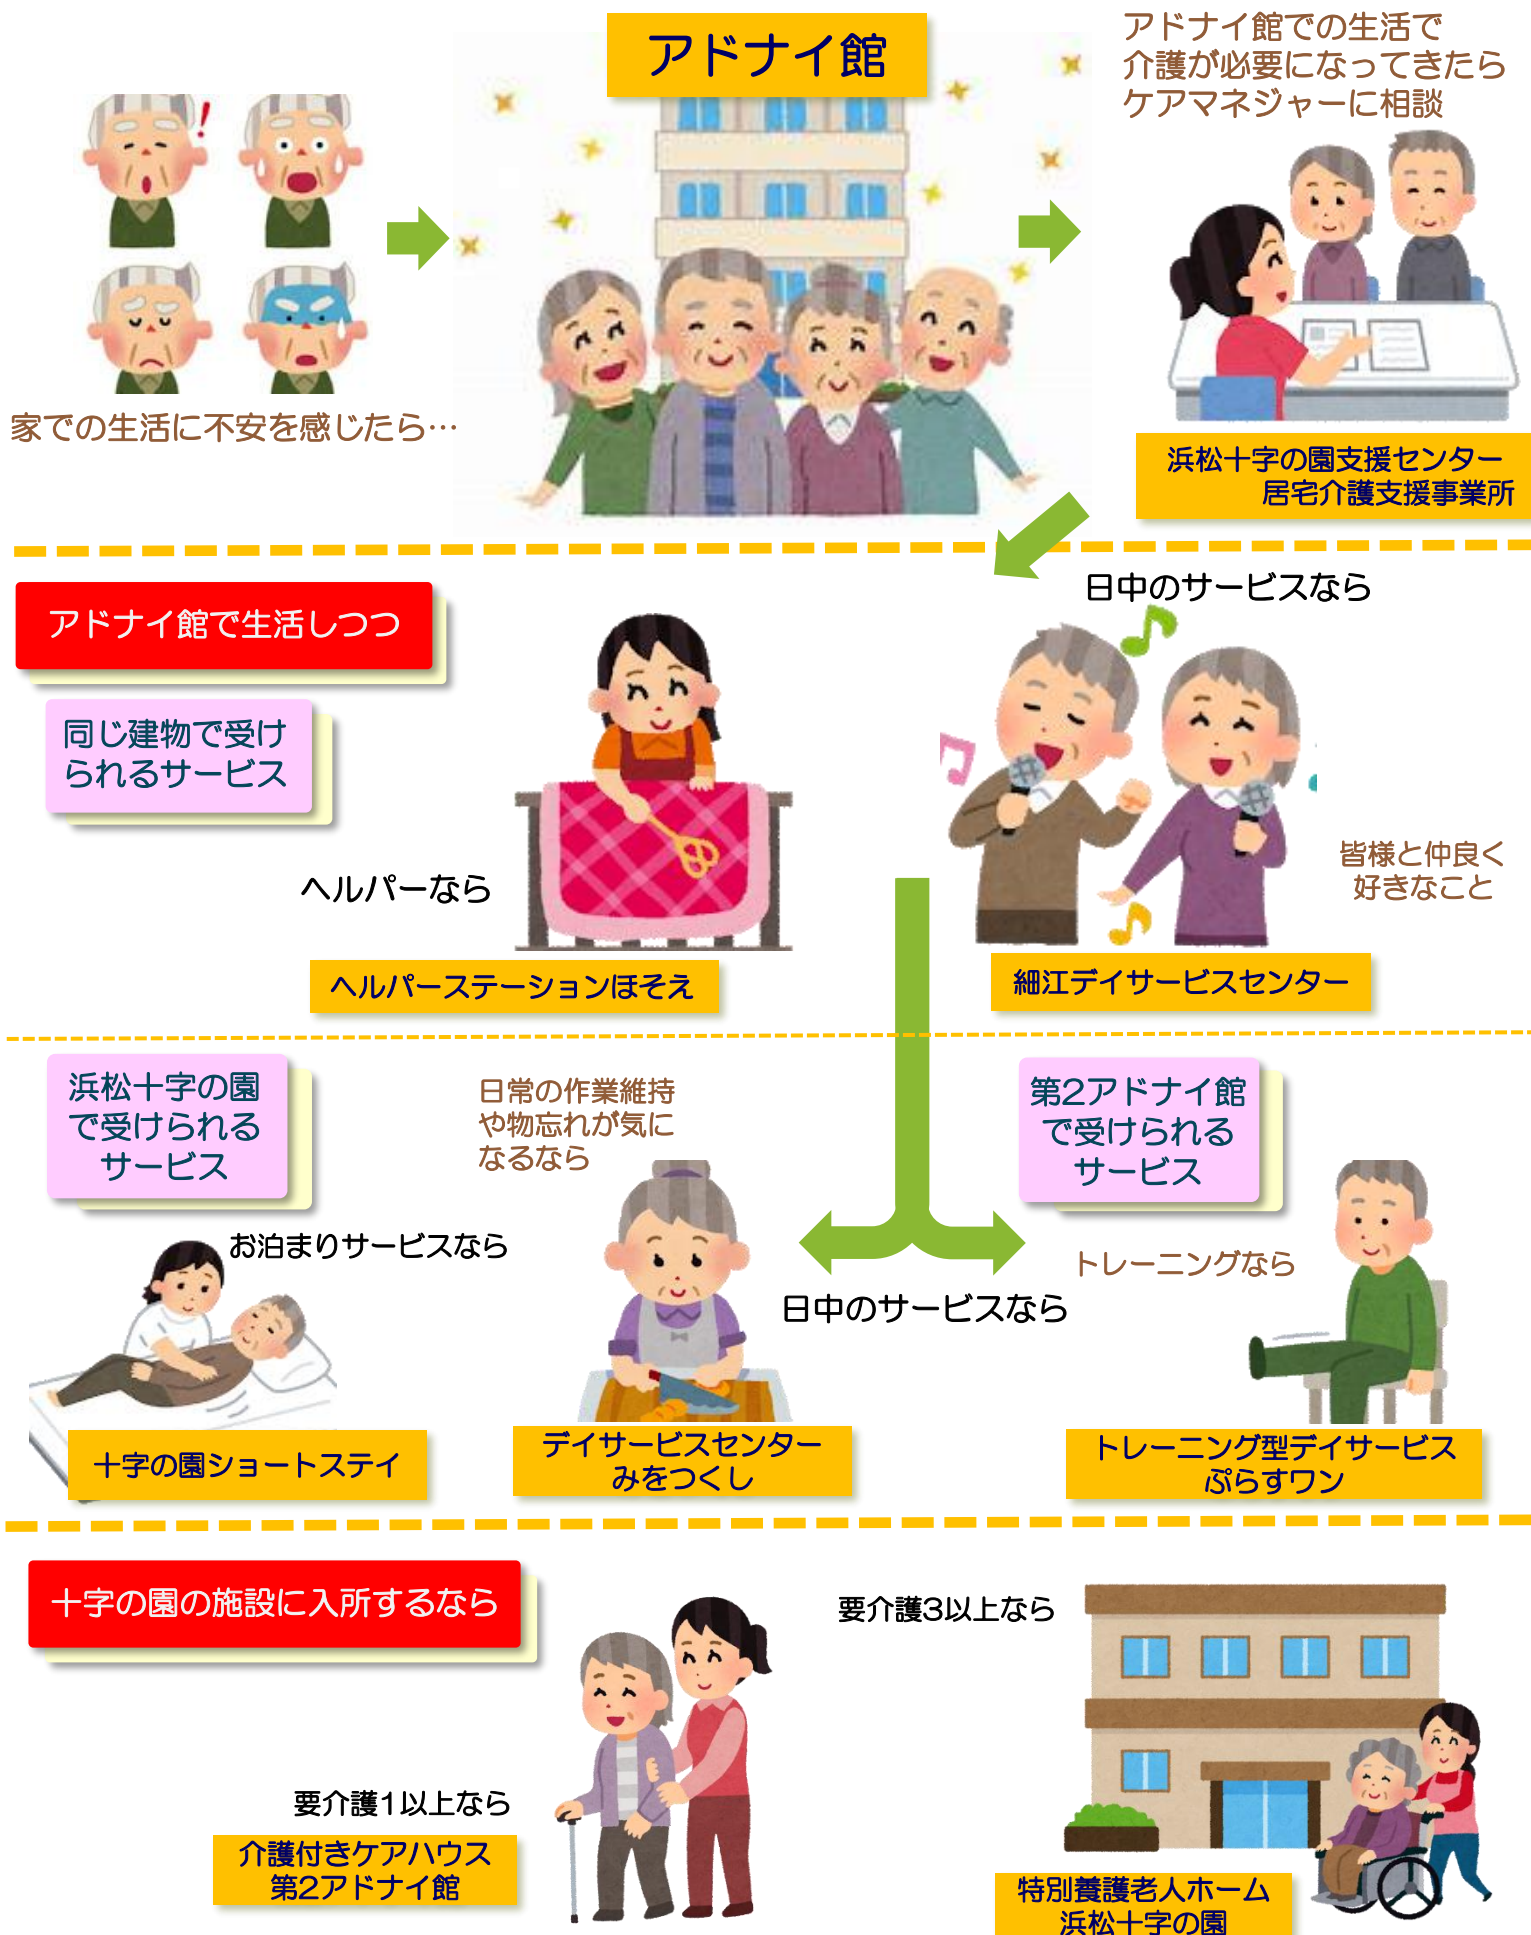 アドナイ館
アドナイ館での生活で
介護が必要になってきたら
ケアマネジャーに相談
家での生活に不安を感じたら…
浜松十字の園支援センター
居宅介護支援事業所
アドナイ館で生活しつつ
同じ建物で受け
られるサービス
ヘルパーなら
ヘルパーステーションほそえ
日中のサービスなら
皆様と仲良く
好きなこと
細江デイサービスセンター
浜松十字の園
で受けられる
サービス
お泊まりサービスなら
十字の園ショートステイ
日常の作業維持
や物忘れが気に
なるなら
デイサービスセンター
みをつくし
日中のサービスなら
第2アドナイ館
で受けられる
サービス
トレーニングなら
トレーニング型デイサービス
ぷらすワン
十字の園の施設に入所するなら
要介護1以上なら
介護付きケアハウス
第2アドナイ館
要介護3以上なら
特別養護老人ホーム
浜松十字の園